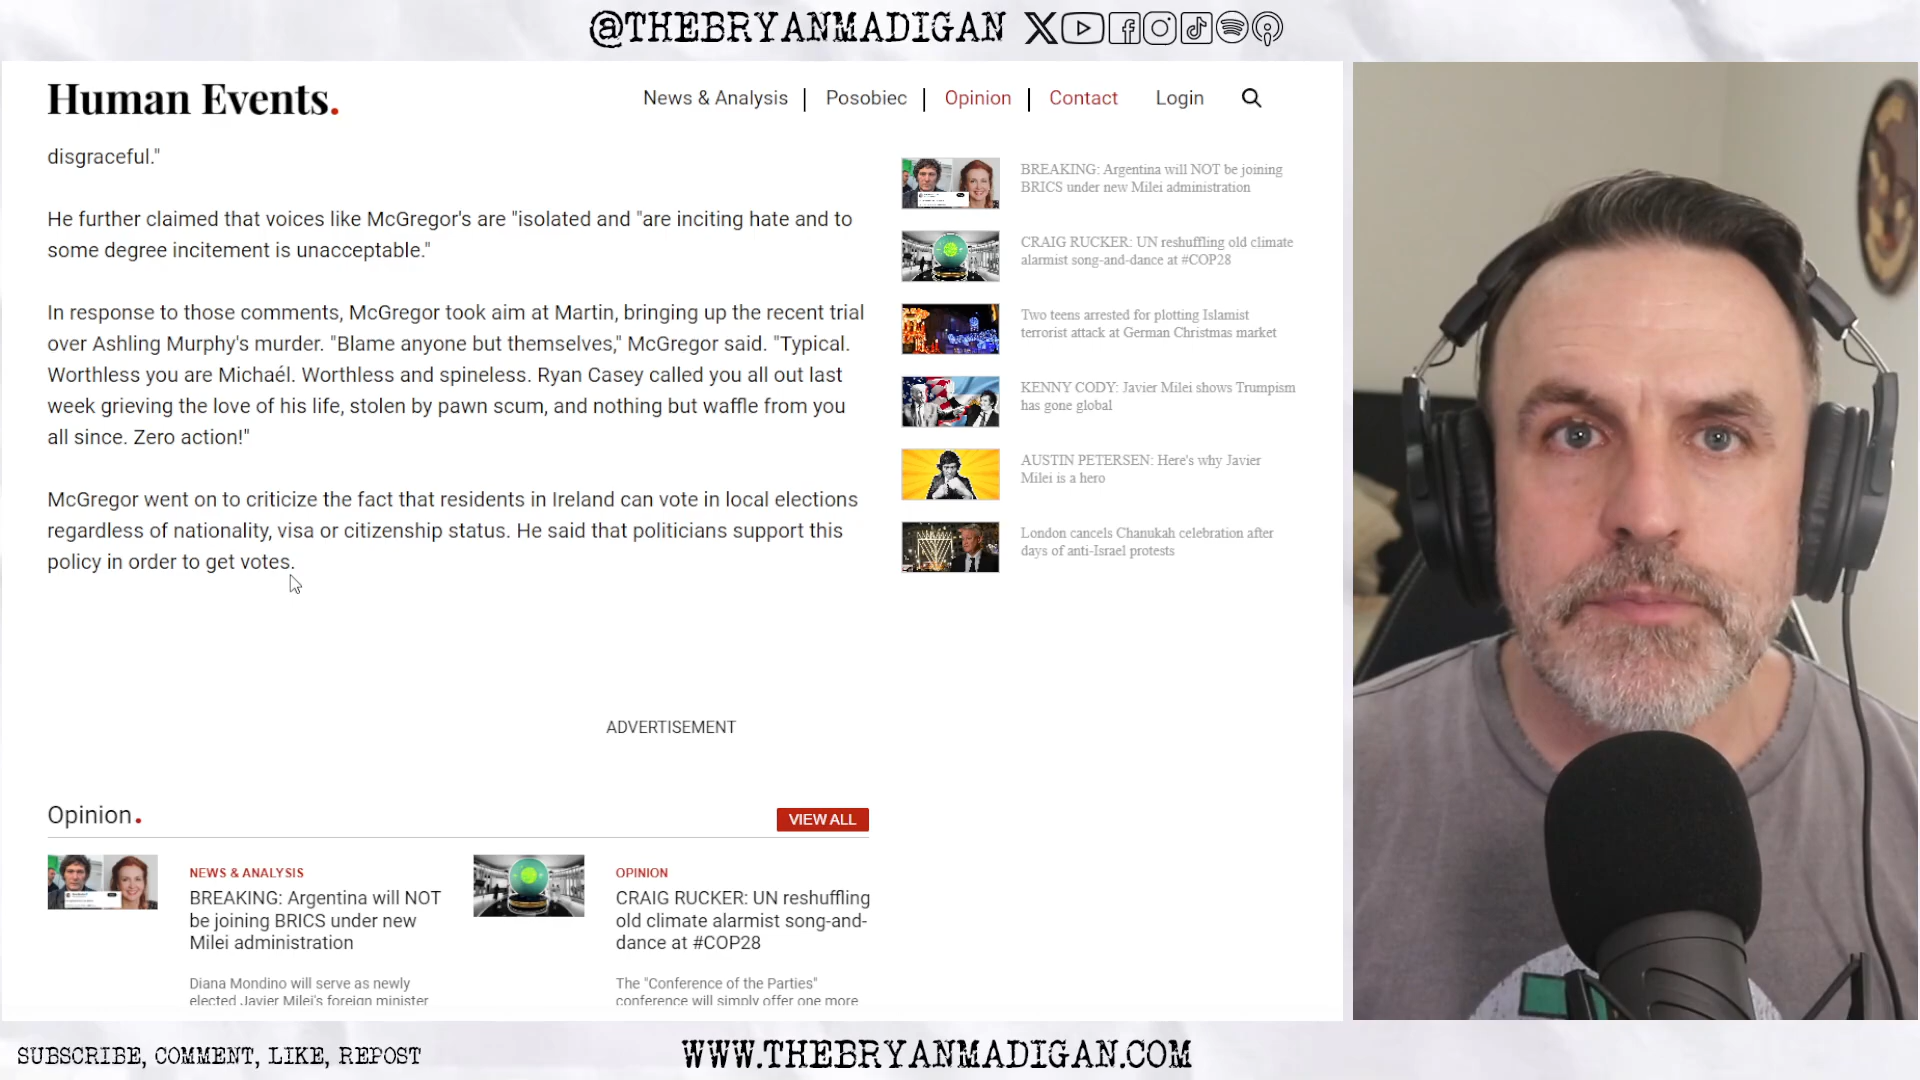 @THEBRYANMADIGAN
Human Events.
News & Analysis | Posobiec | Opinion | Contact Login
disgraceful."
He further claimed that voices like McGregor's are "isolated and "are inciting hate and to
some degree incitement is unacceptable."
In response to those comments, McGregor took aim at Martin, bringing up the recent trial
over Ashling Murphy's murder. "Blame anyone but themselves," McGregor said. "Typical.
Worthless you are Michaél. Worthless and spineless. Ryan Casey called you all out last
week grieving the love of his life, stolen by pawn scum, and nothing but waffle from you
all since. Zero action!"
McGregor went on to criticize the fact that residents in Ireland can vote in local elections
regardless of nationality, visa or citizenship status. He said that politicians support this
policy in order to get votes.
BREAKING: Argentina will NOT be joining
BRICS under new Milei administration
CRAIG RUCKER: UN reshuffling old climate
alarmist song-and-dance at #COP28
Two teens arrested for plotting Islamist
terrorist attack at German Christmas market
KENNY CODY: Javier Milei shows Trumpism
has gone global
AUSTIN PETERSEN: Here's why Javier
Milei is a hero
London cancels Chanukah celebration after
days of anti-Israel protests
ADVERTISEMENT
Opinion.
VIEW ALL
NEWS & ANALYSIS
BREAKING: Argentina will NOT
be joining BRICS under new
Milei administration
Diana Mondino will serve as newly
elected Javier Milei's foreign minister
OPINION
CRAIG RUCKER: UN reshuffling
old climate alarmist song-and-
dance at #COP28
The "Conference of the Parties"
conference will simply offer one more
SUBSCRIBE, COMMENT, LIKE, REPOST
WWW.THEBRYANMADIGAN.COM